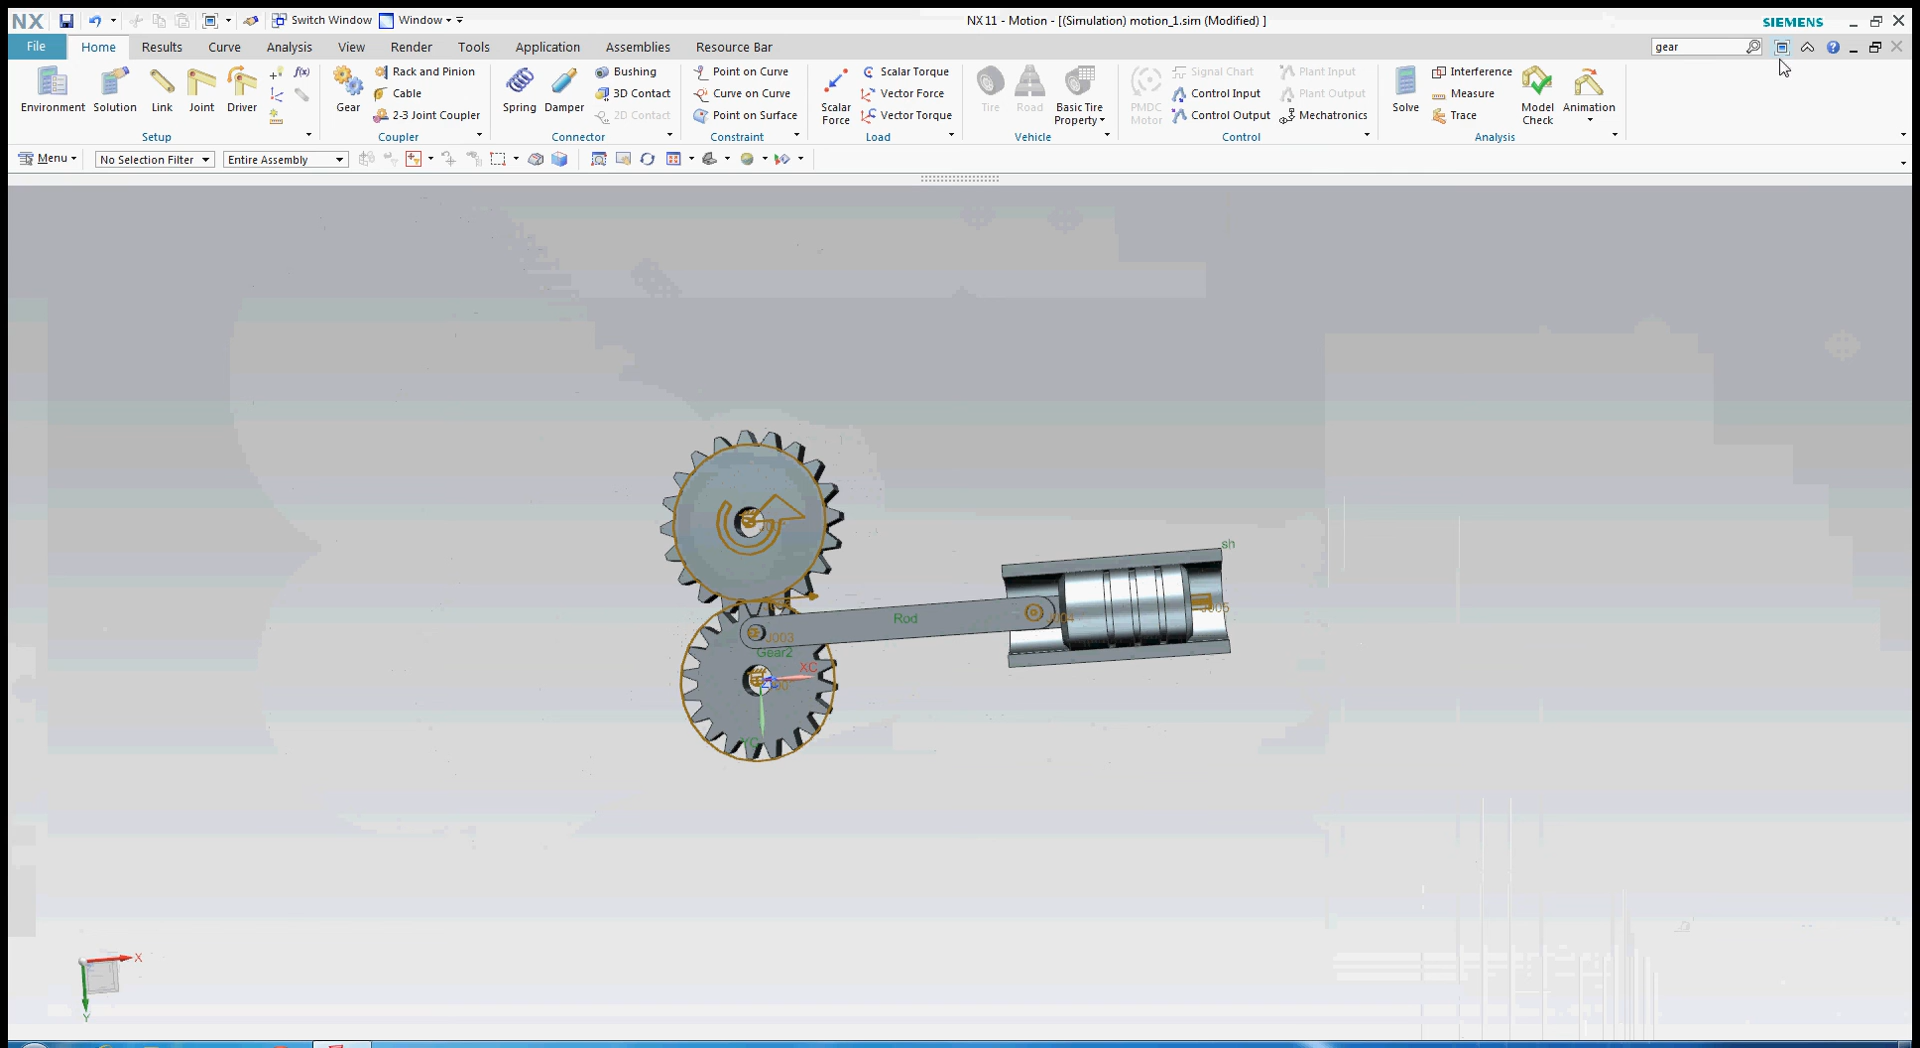 NX Switch Window Window NX 11 - Motion - [(Simulation) motion_1.sim (Modified) ] SIEMENS
File Home Results Curve Analysis View Render Tools Application Assemblies Resource Bar gear
Environment Solution Link Joint Driver f(x)
Setup
Gear Rack and Pinion
Cable
2-3 Joint Coupler
Coupler
Spring Damper Bushing
3D Contact
2D Contact
Connector
Point on Curve
Curve on Curve
Point on Surface
Constraint
Scalar Force Scalar Torque
Vector Force
Vector Torque
Load
Tire Road Basic Tire Property
Vehicle
PMDC Motor Signal Chart Plant Input
Control Input Plant Output
Control Output Mechatronics
Control
Solve Interference
Measure
Trace
Model Check Animation
Analysis
Menu No Selection Filter Entire Assembly
sh
J005
Rod
J004
J003
Gear2
XC
YC
X
Y